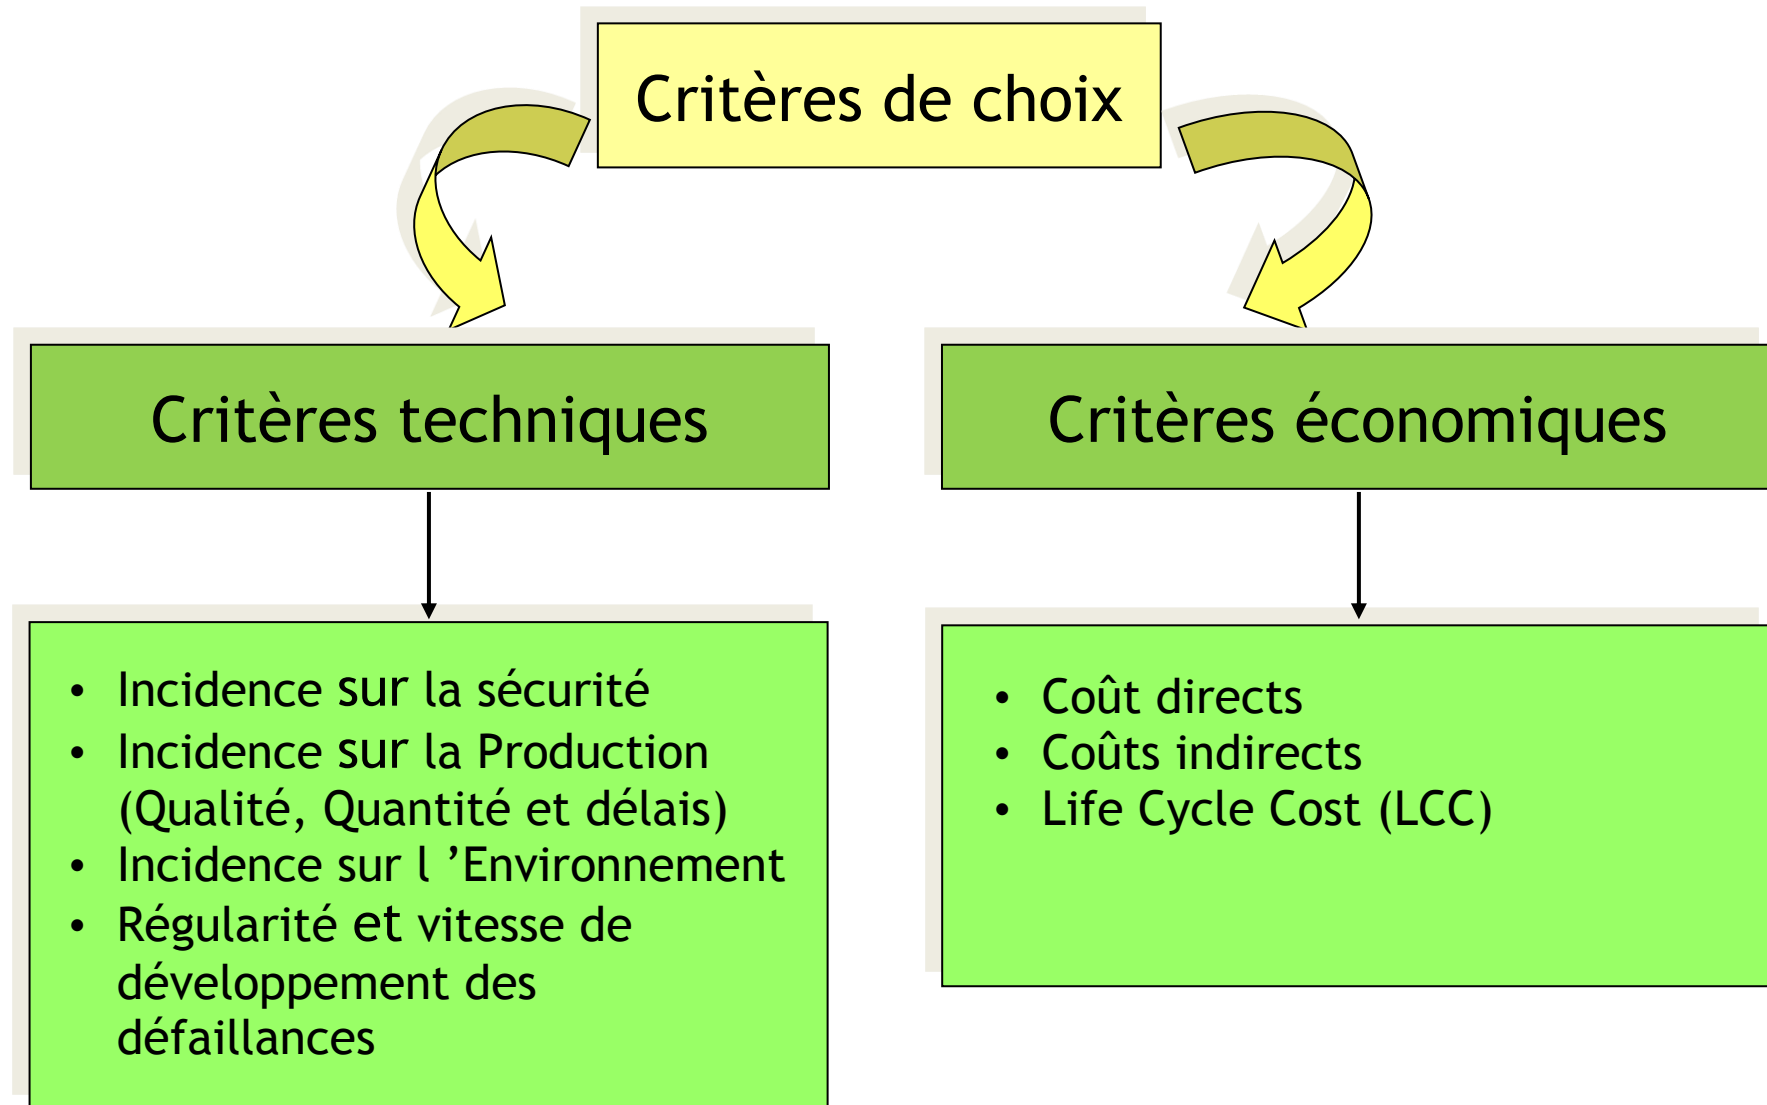 Critères de choix
Critères techniques
Critères économiques
• Incidence sur la sécurité
• Incidence sur la Production
(Qualité, Quantité et délais)
• Incidence sur l ’Environnement
• Régularité et vitesse de
développement des
défaillances
• Coût directs
• Coûts indirects
• Life Cycle Cost (LCC)